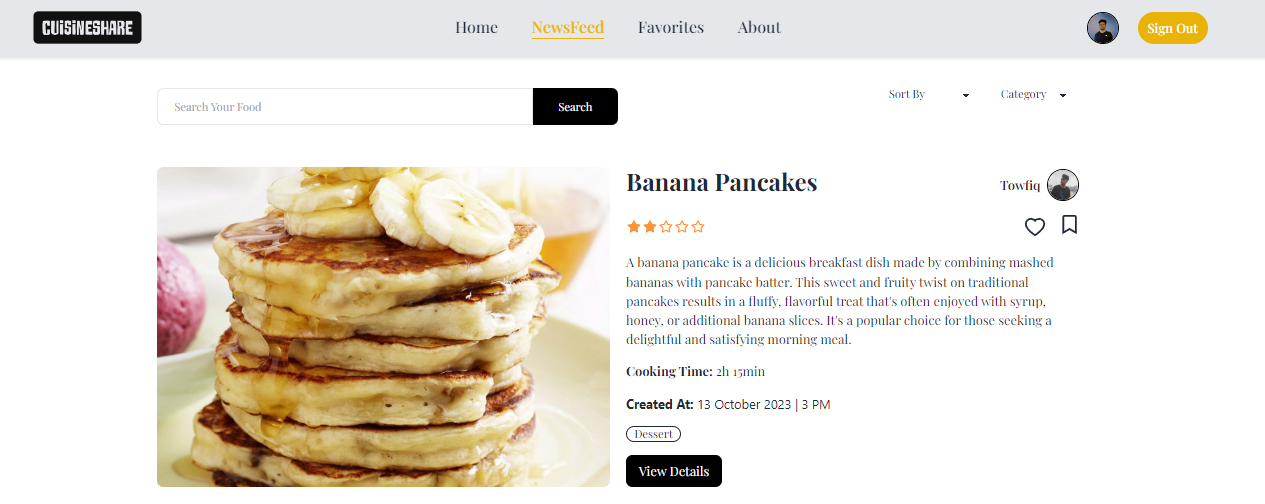 CUISINESHARE
Home NewsFeed Favorites About
Sign Out
Search Your Food Search
Sort By Category
Banana Pancakes
Towfiq
A banana pancake is a delicious breakfast dish made by combining mashed
bananas with pancake batter. This sweet and fruity twist on traditional
pancakes results in a fluffy, flavorful treat that's often enjoyed with syrup,
honey, or additional banana slices. It's a popular choice for those seeking a
delightful and satisfying morning meal.
Cooking Time: 2h 15min
Created At: 13 October 2023 | 3 PM
Dessert
View Details